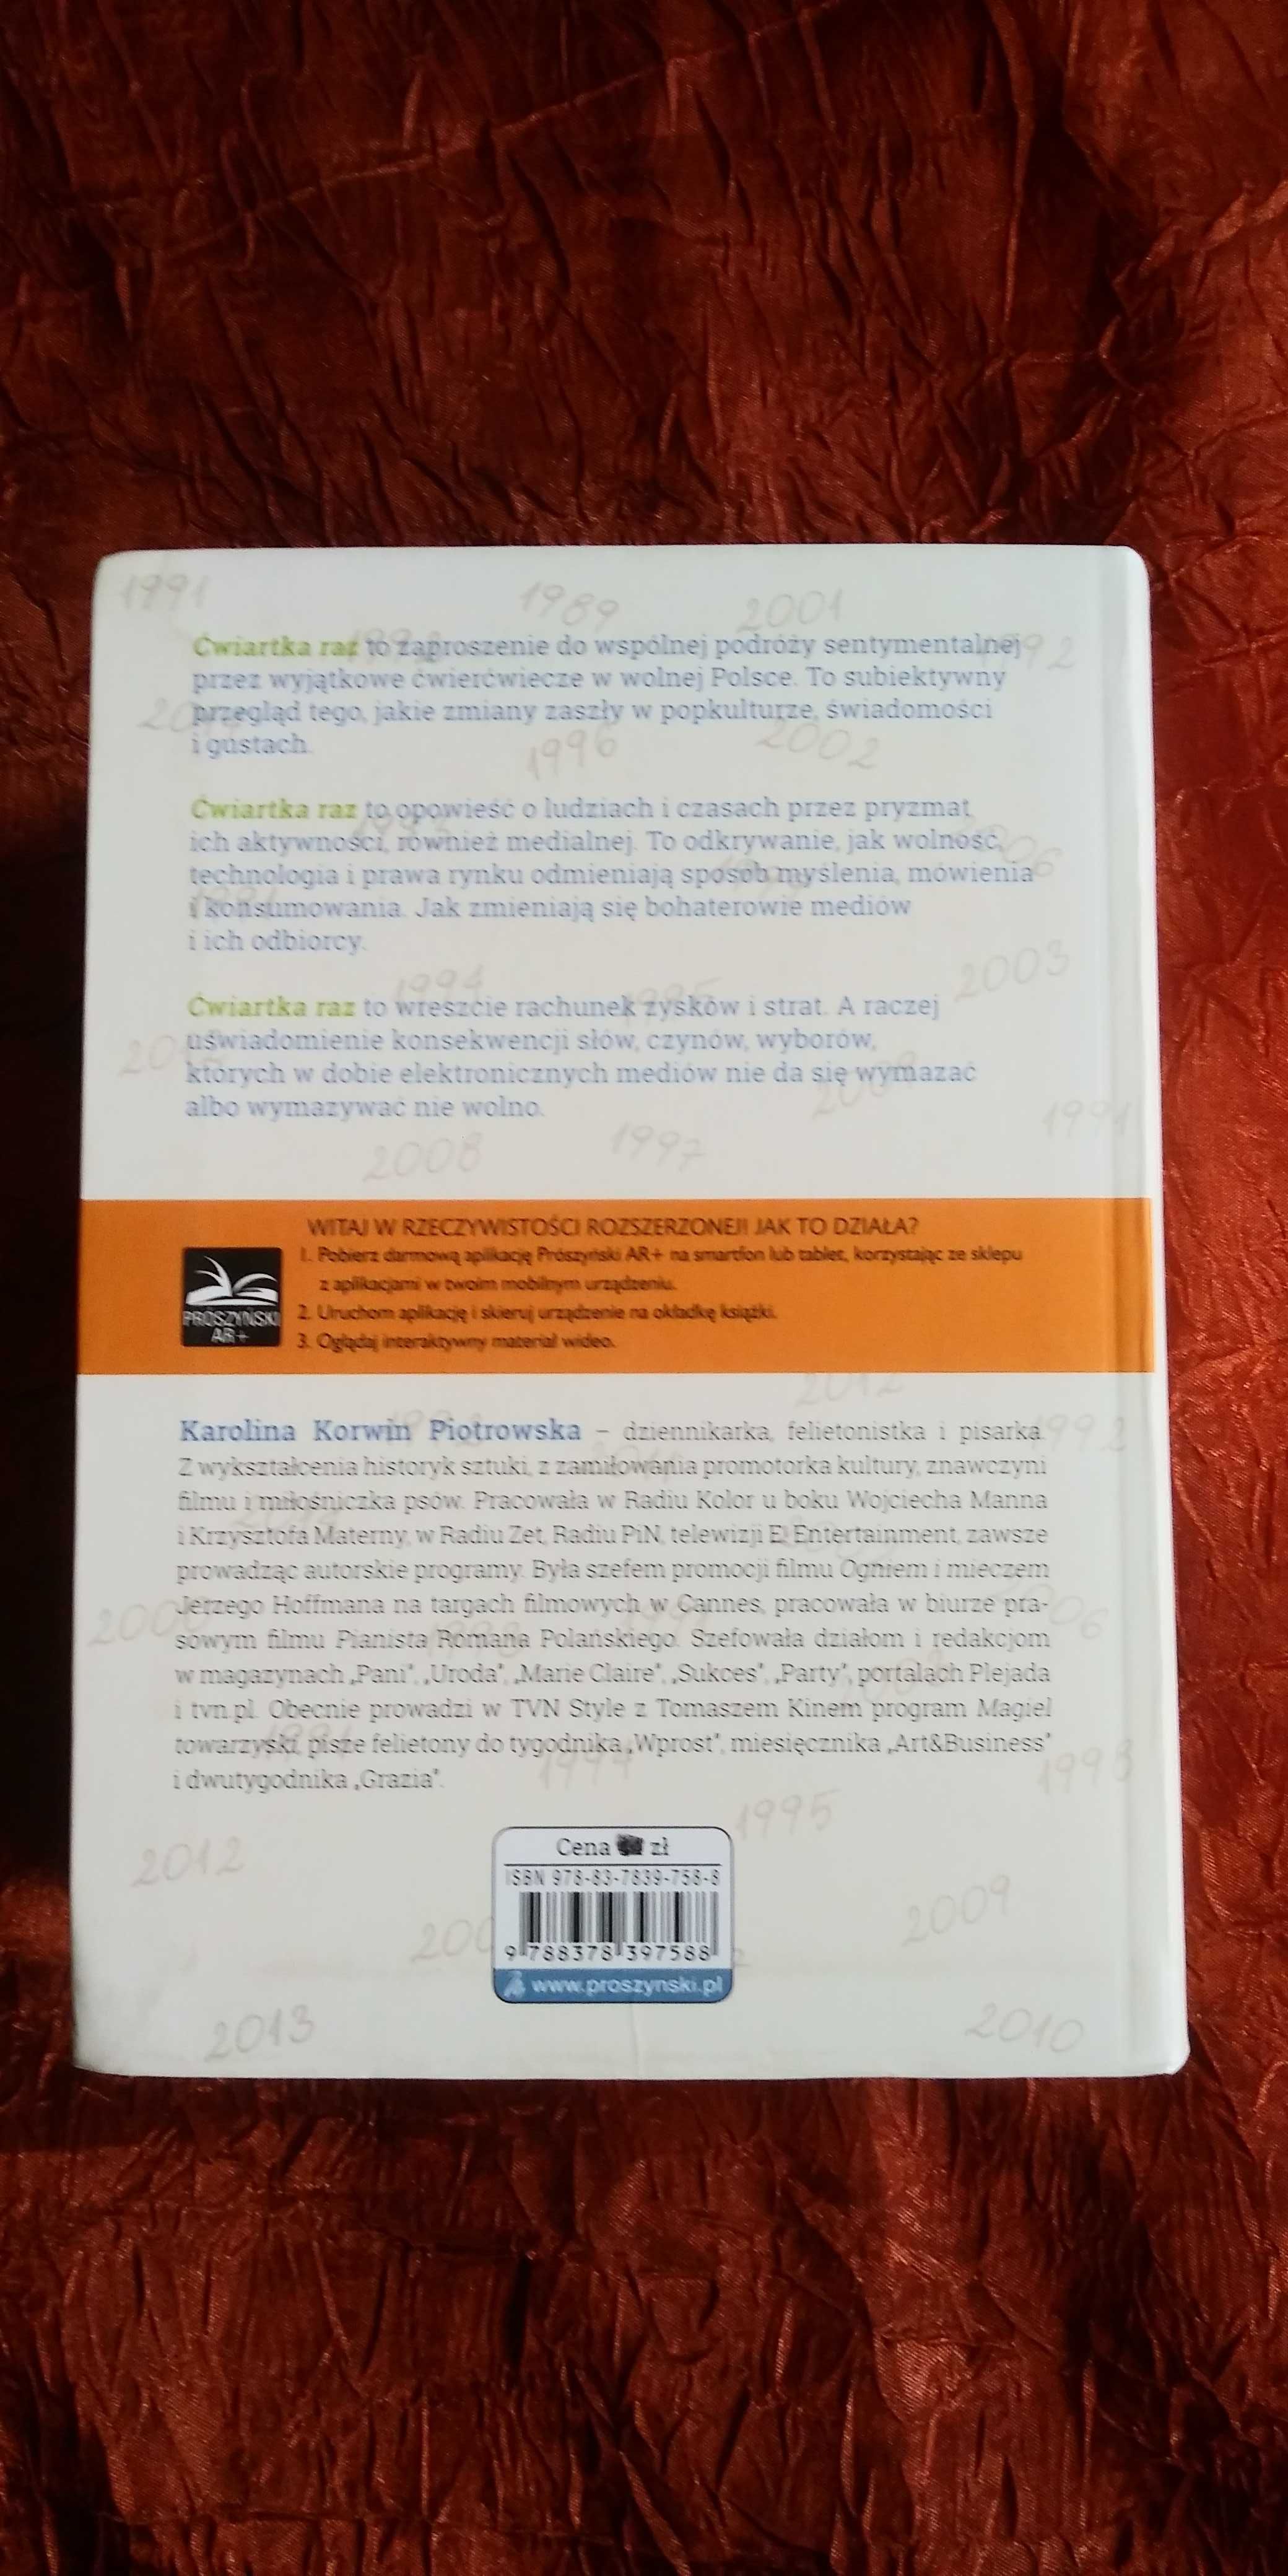 1991
1989
2001
1992
Ćwiartka raz to zaproszenie do wspólnej podróży sentymentalnej
przez wyjątkowe ćwierćwiecze w wolnej Polsce. To subiektywny
przegląd tego, jakie zmiany zaszły w popkulturze, świadomości
i gustach.
1996
2002
Ćwiartka raz to opowieść o ludziach i czasach przez pryzmat
ich aktywności, również medialnej. To odkrywanie, jak wolność,
technologia i prawa rynku odmieniają sposób myślenia, mówienia
i konsumowania. Jak zmieniają się bohaterowie mediów
i ich odbiorcy.
1994
1995
2003
Ćwiartka raz to wreszcie rachunek zysków i strat. A raczej
uświadomienie konsekwencji słów, czynów, wyborów,
których w dobie elektronicznych mediów nie da się wymazać
albo wymazywać nie wolno.
2009
1991
2008
1997
WITAJ W RZECZYWISTOŚCI ROZSZERZONEJ! JAK TO DZIAŁA?
1. Pobierz darmową aplikację Prószyński AR+ na smartfon lub tablet, korzystając ze sklepu
z aplikacjami w twoim mobilnym urządzeniu.
2. Uruchom aplikację i skieruj urządzenie na okładkę książki.
3. Oglądaj interaktywny materiał wideo.
PRÓSZYŃSKI
AR+
2012
1992
Karolina Korwin Piotrowska – dziennikarka, felietonistka i pisarka.
Z wykształcenia historyk sztuki, z zamiłowania promotorka kultury, znawczyni
filmu i miłośniczka psów. Pracowała w Radiu Kolor u boku Wojciecha Manna
i Krzysztofa Materny, w Radiu Zet, Radiu PiN, telewizji E! Entertainment, zawsze
prowadząc autorskie programy. Była szefem promocji filmu Ogniem i mieczem
Jerzego Hoffmana na targach filmowych w Cannes, pracowała w biurze pra-
sowym filmu Pianista Romana Polańskiego. Szefowała działom i redakcjom
w magazynach „Pani”, „Uroda”, „Marie Claire”, „Sukces”, „Party”, portalach Plejada
i tvn.pl. Obecnie prowadzi w TVN Style z Tomaszem Kinem program Magiel
towarzyski, pisze felietony do tygodnika „Wprost”, miesięcznika „Art&Business”
i dwutygodnika „Grazia”.
1994
1993
1995
2012
2009
Cena zł
ISBN 978-83-7839-758-8
9 788378 397588
www.proszynski.pl
2013
2010